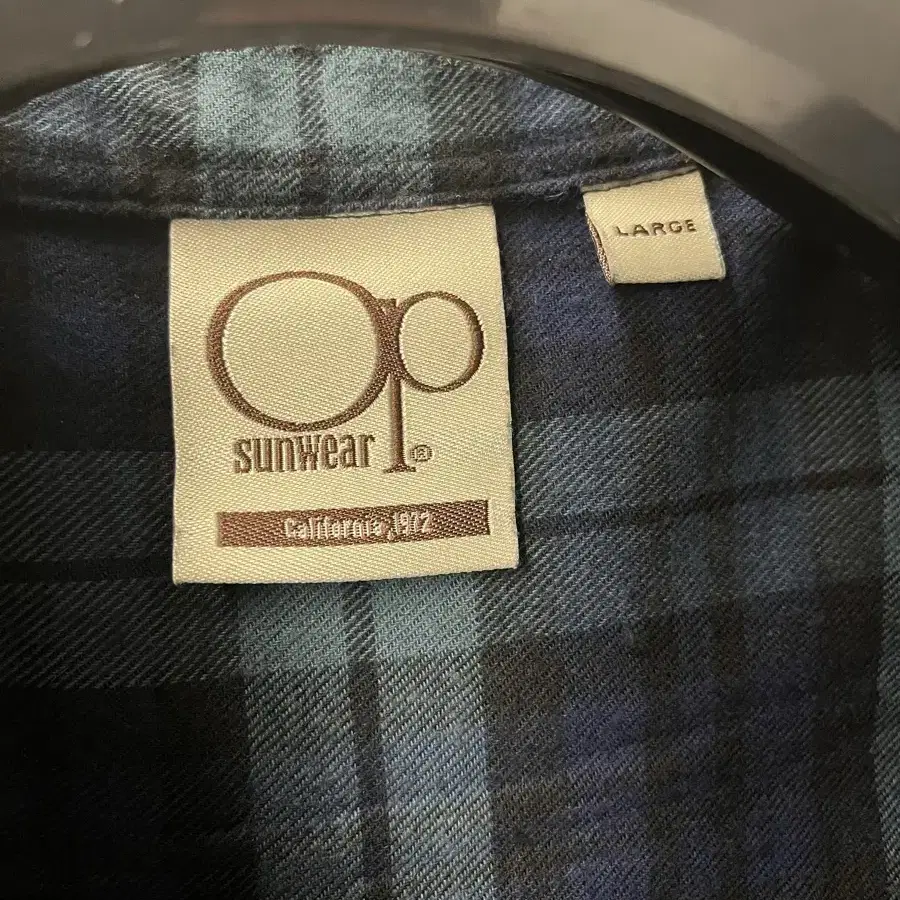 Op
sunwear ®
California, 1972
LARGE